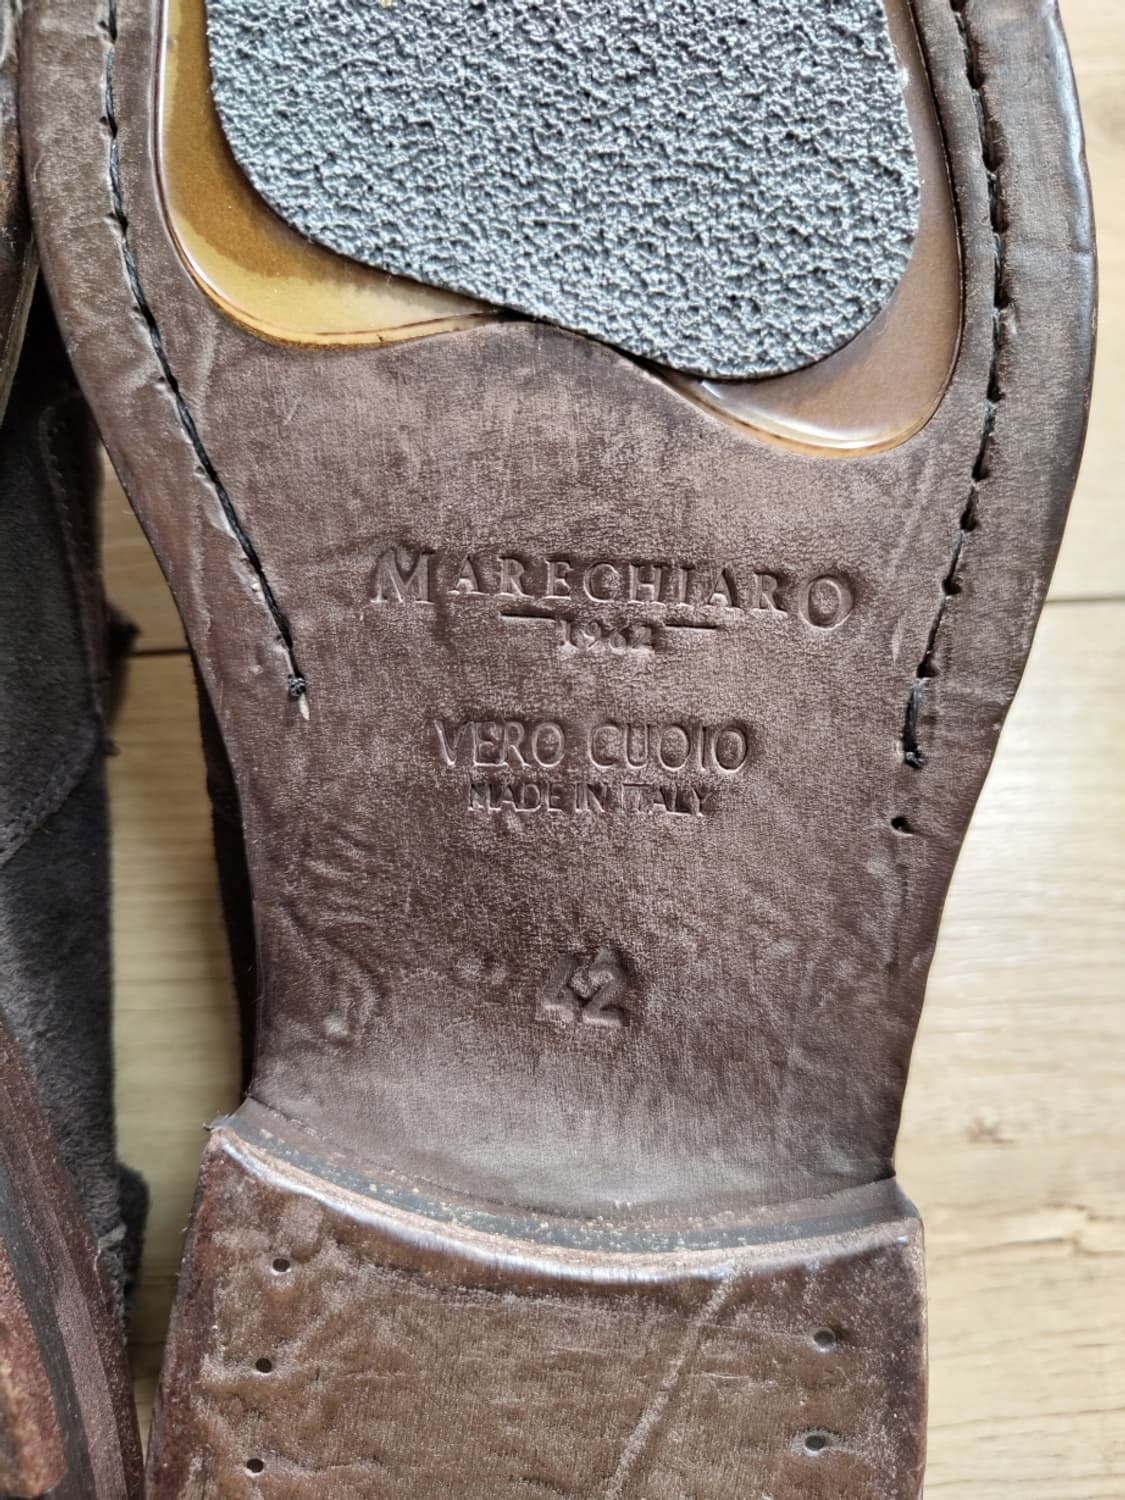 MARECHIARO
1962
VERO CUOIO
MADE IN ITALY
42